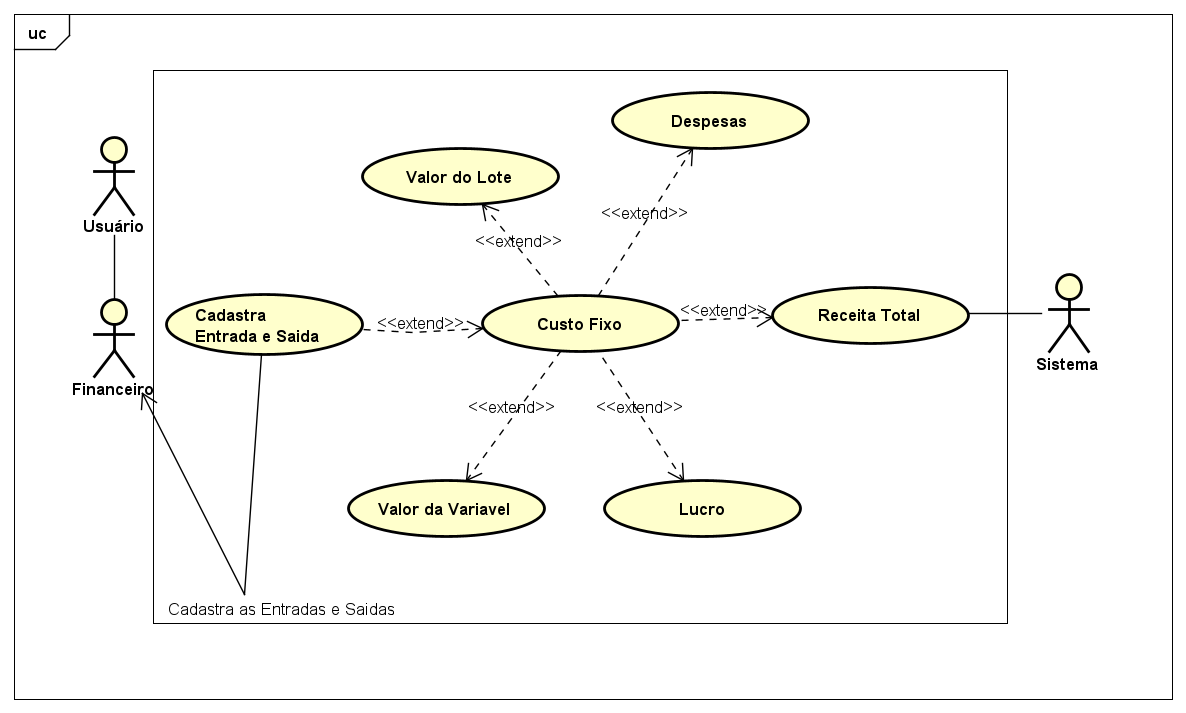 uc
Despesas
Valor do Lote
Usuário
<<extend>>
<<extend>>
Cadastra
Entrada e Saida
<<extend>>
Custo Fixo
<<extend>>
Receita Total
Sistema
Financeiro
<<extend>>
<<extend>>
Valor da Variavel
Lucro
Cadastra as Entradas e Saidas